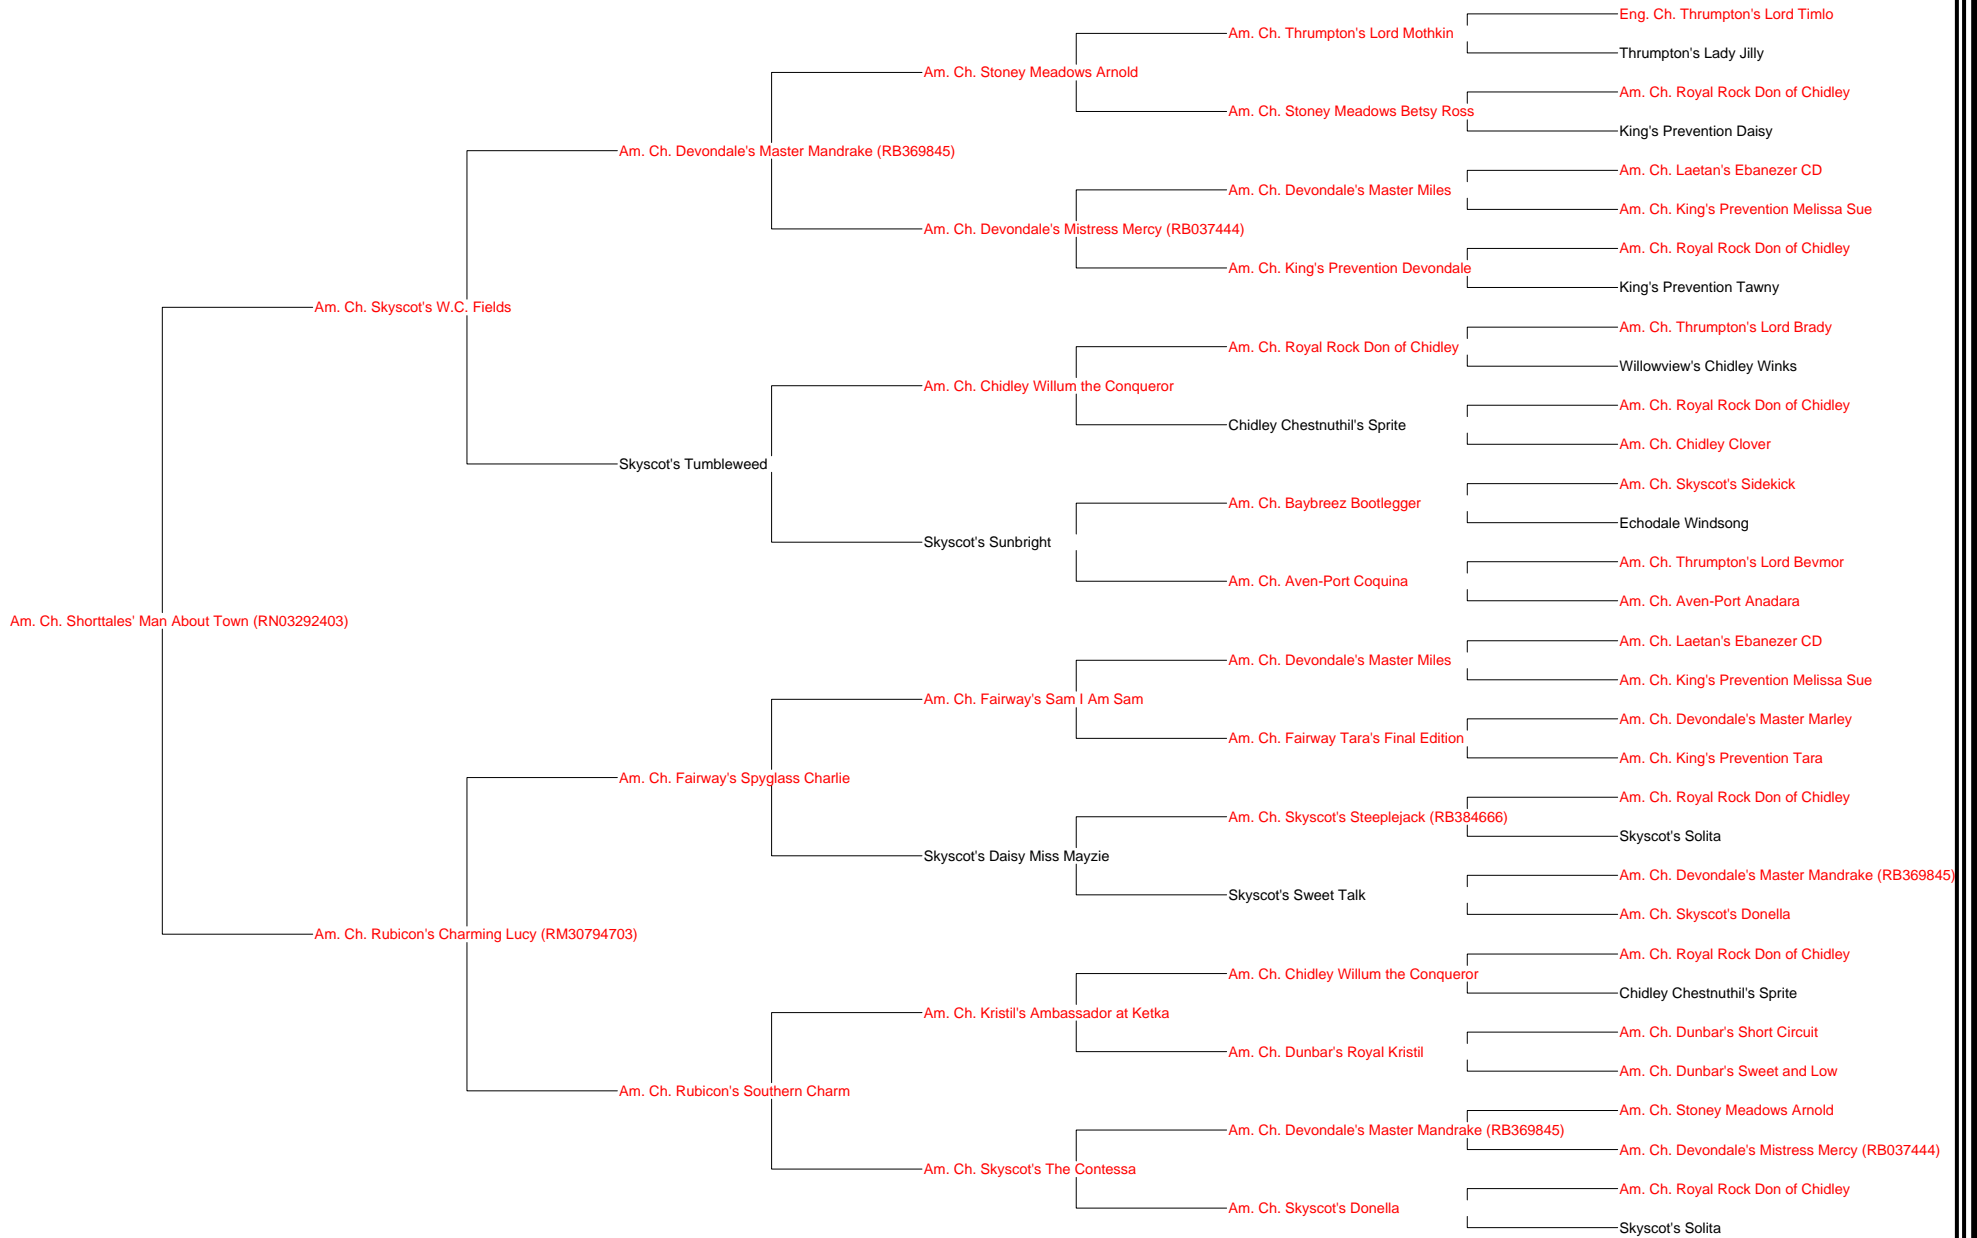 Eng. Ch. Thrumpton's Lord Timlo
Am. Ch. Thrumpton's Lord Mothkin
Thrumpton's Lady Jilly
Am. Ch. Stoney Meadows Arnold
Am. Ch. Royal Rock Don of Chidley
Am. Ch. Stoney Meadows Betsy Ross
King's Prevention Daisy
Am. Ch. Devondale's Master Mandrake (RB369845)
Am. Ch. Laetan's Ebanezer CD
Am. Ch. Devondale's Master Miles
Am. Ch. King's Prevention Melissa Sue
Am. Ch. Devondale's Mistress Mercy (RB037444)
Am. Ch. Royal Rock Don of Chidley
Am. Ch. King's Prevention Devondale
King's Prevention Tawny
Am. Ch. Skyscot's W.C. Fields
Am. Ch. Thrumpton's Lord Brady
Am. Ch. Royal Rock Don of Chidley
Willowview's Chidley Winks
Am. Ch. Chidley Willum the Conqueror
Am. Ch. Royal Rock Don of Chidley
Chidley Chestnuthil's Sprite
Am. Ch. Chidley Clover
Skyscot's Tumbleweed
Am. Ch. Skyscot's Sidekick
Am. Ch. Baybreez Bootlegger
Echodale Windsong
Skyscot's Sunbright
Am. Ch. Thrumpton's Lord Bevmor
Am. Ch. Aven-Port Coquina
Am. Ch. Aven-Port Anadara
Am. Ch. Shorttales' Man About Town (RN03292403)
Am. Ch. Laetan's Ebanezer CD
Am. Ch. Devondale's Master Miles
Am. Ch. King's Prevention Melissa Sue
Am. Ch. Fairway's Sam I Am Sam
Am. Ch. Devondale's Master Marley
Am. Ch. Fairway Tara's Final Edition
Am. Ch. King's Prevention Tara
Am. Ch. Fairway's Spyglass Charlie
Am. Ch. Royal Rock Don of Chidley
Am. Ch. Skyscot's Steeplejack (RB384666)
Skyscot's Solita
Skyscot's Daisy Miss Mayzie
Am. Ch. Devondale's Master Mandrake (RB369845)
Skyscot's Sweet Talk
Am. Ch. Skyscot's Donella
Am. Ch. Rubicon's Charming Lucy (RM30794703)
Am. Ch. Royal Rock Don of Chidley
Am. Ch. Chidley Willum the Conqueror
Chidley Chestnuthil's Sprite
Am. Ch. Kristil's Ambassador at Ketka
Am. Ch. Dunbar's Short Circuit
Am. Ch. Dunbar's Royal Kristil
Am. Ch. Dunbar's Sweet and Low
Am. Ch. Rubicon's Southern Charm
Am. Ch. Stoney Meadows Arnold
Am. Ch. Devondale's Master Mandrake (RB369845)
Am. Ch. Devondale's Mistress Mercy (RB037444)
Am. Ch. Skyscot's The Contessa
Am. Ch. Royal Rock Don of Chidley
Am. Ch. Skyscot's Donella
Skyscot's Solita